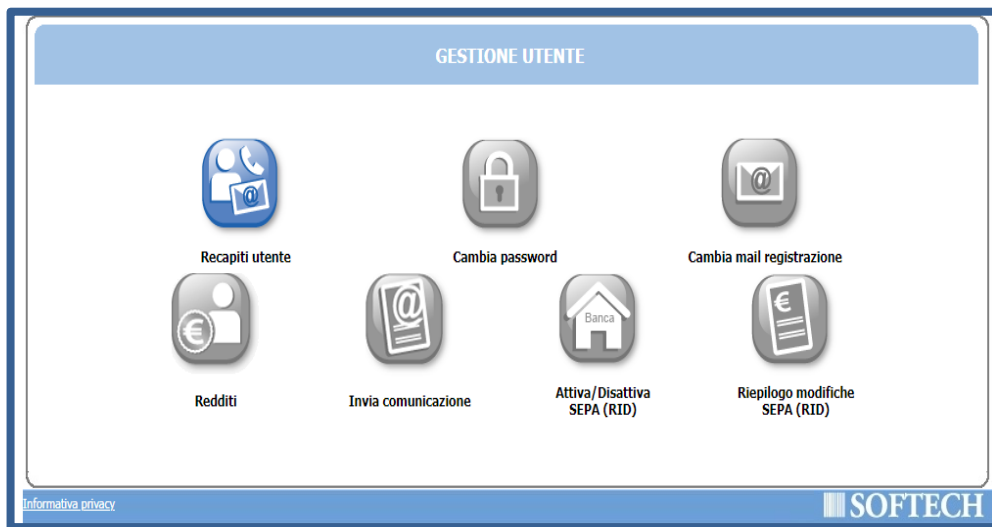 GESTIONE UTENTE
@
Recapiti utente
Cambia password
@
Cambia mail registrazione
€
Redditi
@
Invia comunicazione
Banca
Attiva/Disattiva
SEPA (RID)
€
Riepilogo modifiche
SEPA (RID)
Informativa privacy
SOFTECH